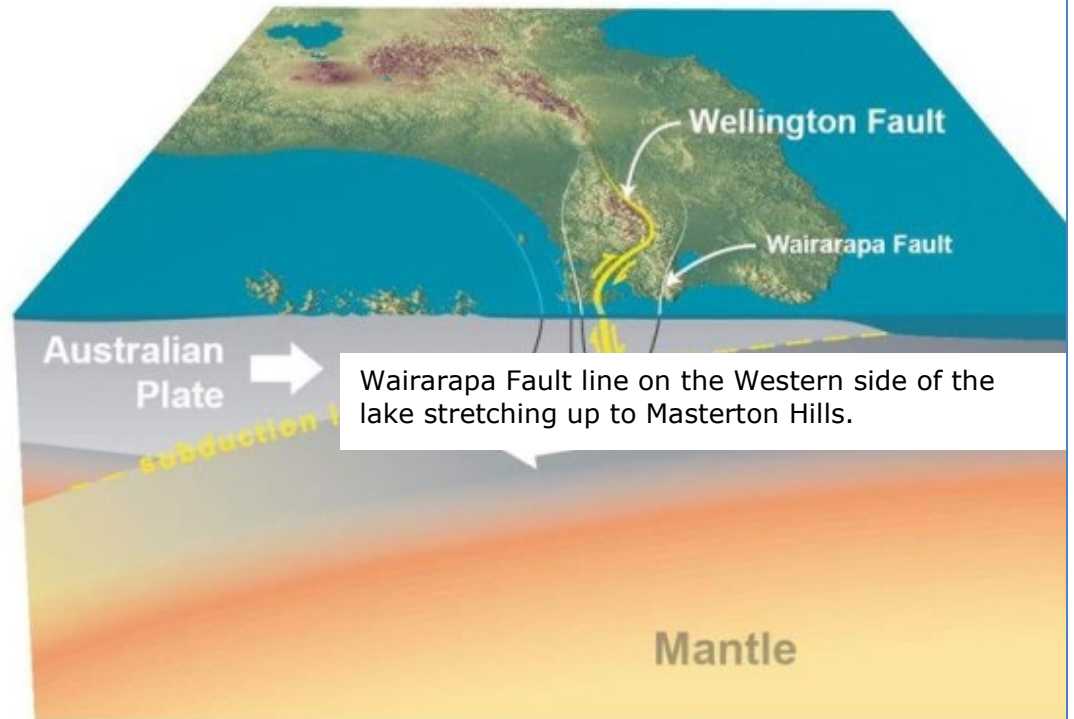 Wellington Fault
Wairarapa Fault
Australian
Plate
subduction
Wairarapa Fault line on the Western side of the
lake stretching up to Masterton Hills.
Mantle